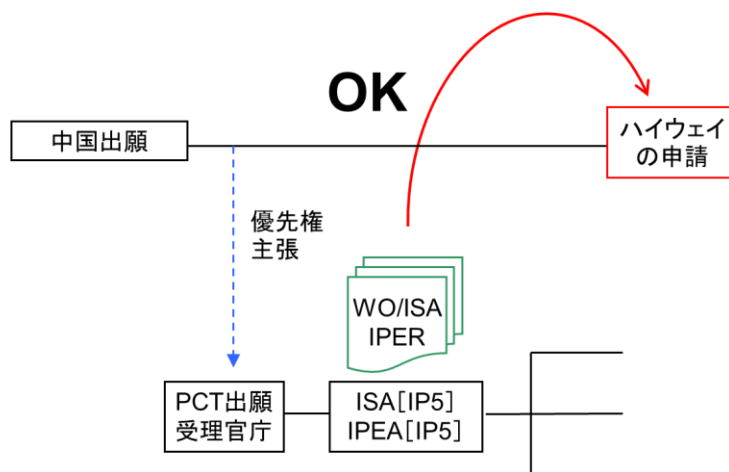 OK
中国出願
ハイウェイ
の申請
優先権
主張
WO/ISA
IPER
PCT出願
受理官庁
ISA[IP5]
IPEA[IP5]